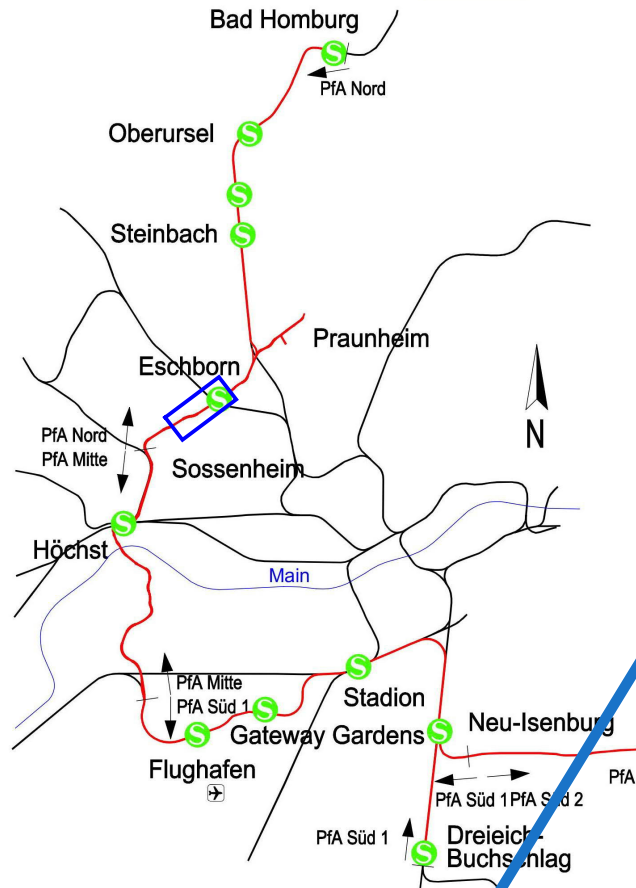 Bad Homburg
PfA Nord
Oberursel
Steinbach
Praunheim
Eschborn
PfA Nord
PfA Mitte
N
Sossenheim
Höchst
Main
PfA Mitte
Stadion
PfA Süd 1
Gateway Gardens
Neu-Isenburg
Flughafen
PfA
PfA Süd 1
PfA Süd 2
PfA Süd 1
Dreieich-
Buchschlag
S
S
S
S
S
S
S
S
S
S
S